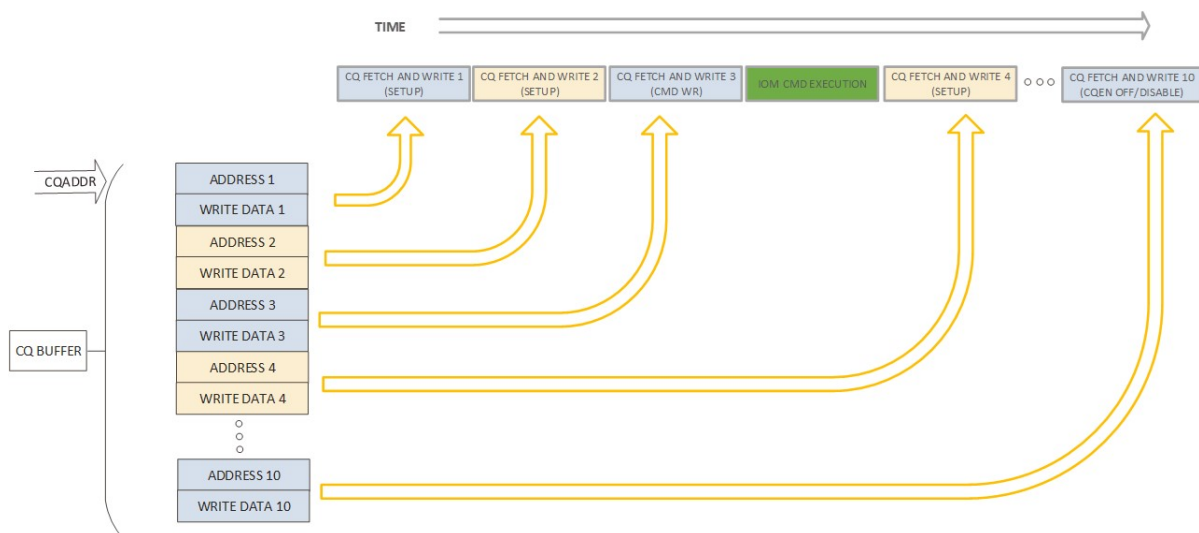 TIME
CQ FETCH AND WRITE 1
(SETUP)
CQ FETCH AND WRITE 2
(SETUP)
CQ FETCH AND WRITE 3
(CMD WR)
IOM CMD EXECUTION
CQ FETCH AND WRITE 4
(SETUP)
CQ FETCH AND WRITE 10
(CQEN OFF/DISABLE)
CQADDR
ADDRESS 1
WRITE DATA 1
ADDRESS 2
WRITE DATA 2
ADDRESS 3
WRITE DATA 3
CQ BUFFER
ADDRESS 4
WRITE DATA 4
ADDRESS 10
WRITE DATA 10